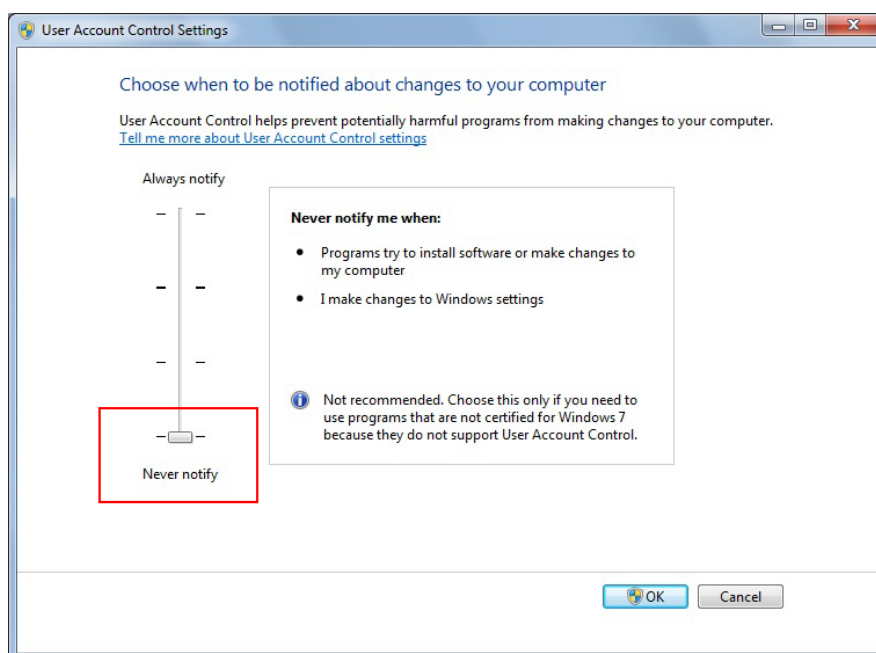 User Account Control Settings
Choose when to be notified about changes to your computer
User Account Control helps prevent potentially harmful programs from making changes to your computer.
Tell me more about User Account Control settings
Always notify
Never notify me when:
Programs try to install software or make changes to
my computer
I make changes to Windows settings
Not recommended. Choose this only if you need to
use programs that are not certified for Windows 7
because they do not support User Account Control.
Never notify
OK
Cancel